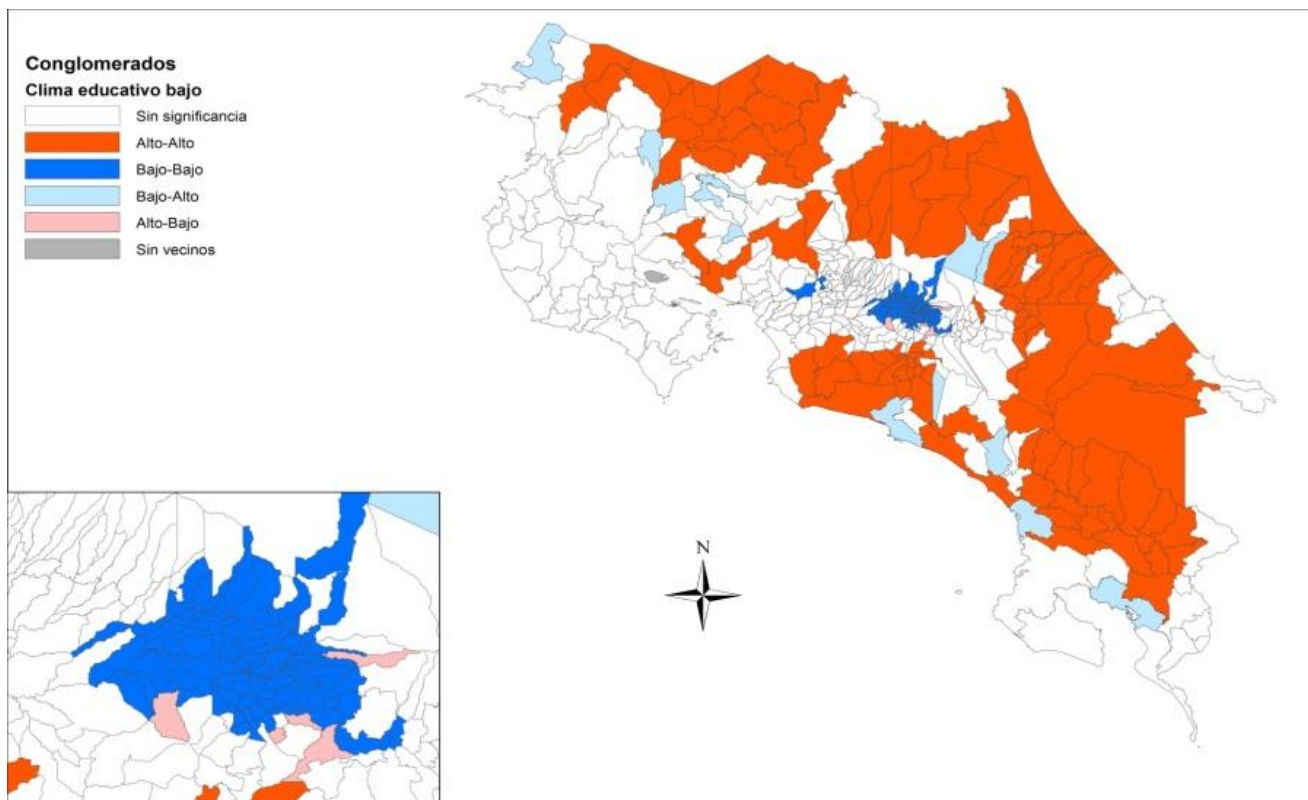 Conglomerados
Clima educativo bajo
Sin significancia
Alto-Alto
Bajo-Bajo
Bajo-Alto
Alto-Bajo
Sin vecinos
N